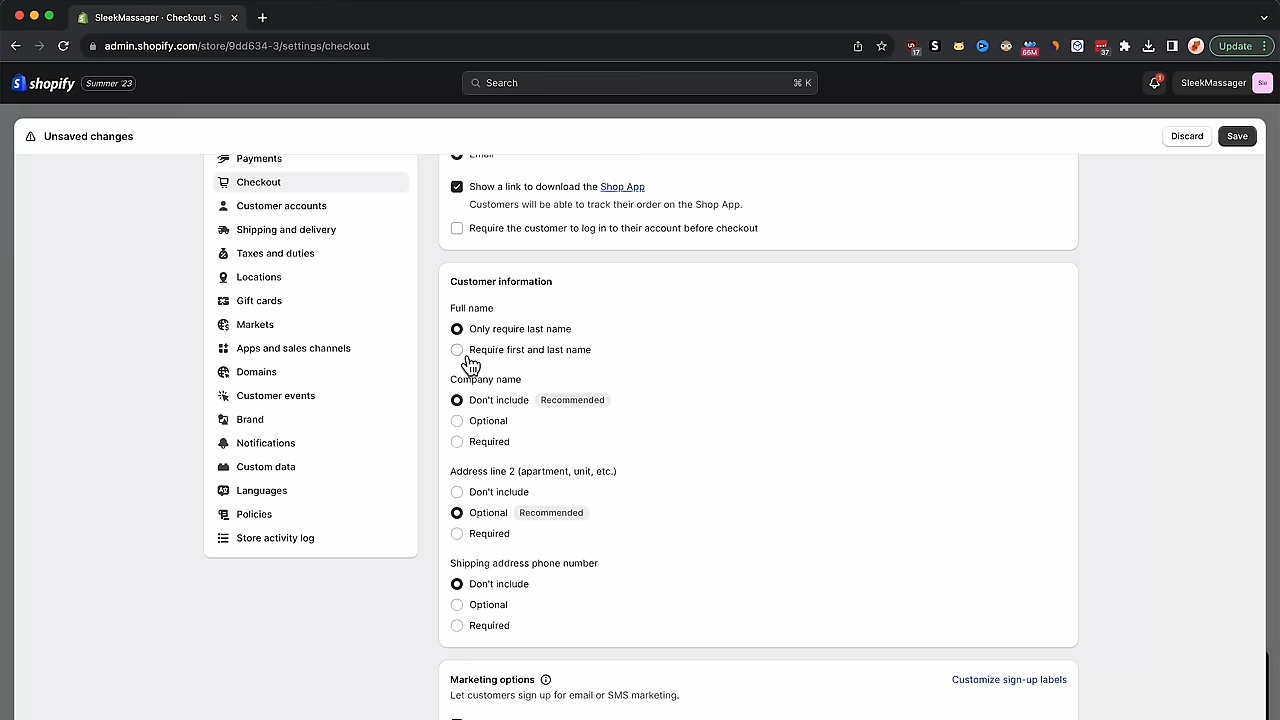 SleekMassager · Checkout · S
admin.shopify.com/store/9dd634-3/settings/checkout
17
66M
37
Update
shopify
Summer '23
Search
⌘ K
1
SleekMassager
Sle
Unsaved changes
Discard
Save
Payments
Checkout
Customer accounts
Shipping and delivery
Taxes and duties
Locations
Gift cards
Markets
Apps and sales channels
Domains
Customer events
Brand
Notifications
Custom data
Languages
Policies
Store activity log
Email
Show a link to download the Shop App
Customers will be able to track their order on the Shop App.
Require the customer to log in to their account before checkout
Customer information
Full name
Only require last name
Require first and last name
Company name
Don't include Recommended
Optional
Required
Address line 2 (apartment, unit, etc.)
Don't include
Optional Recommended
Required
Shipping address phone number
Don't include
Optional
Required
Marketing options
Customize sign-up labels
Let customers sign up for email or SMS marketing.